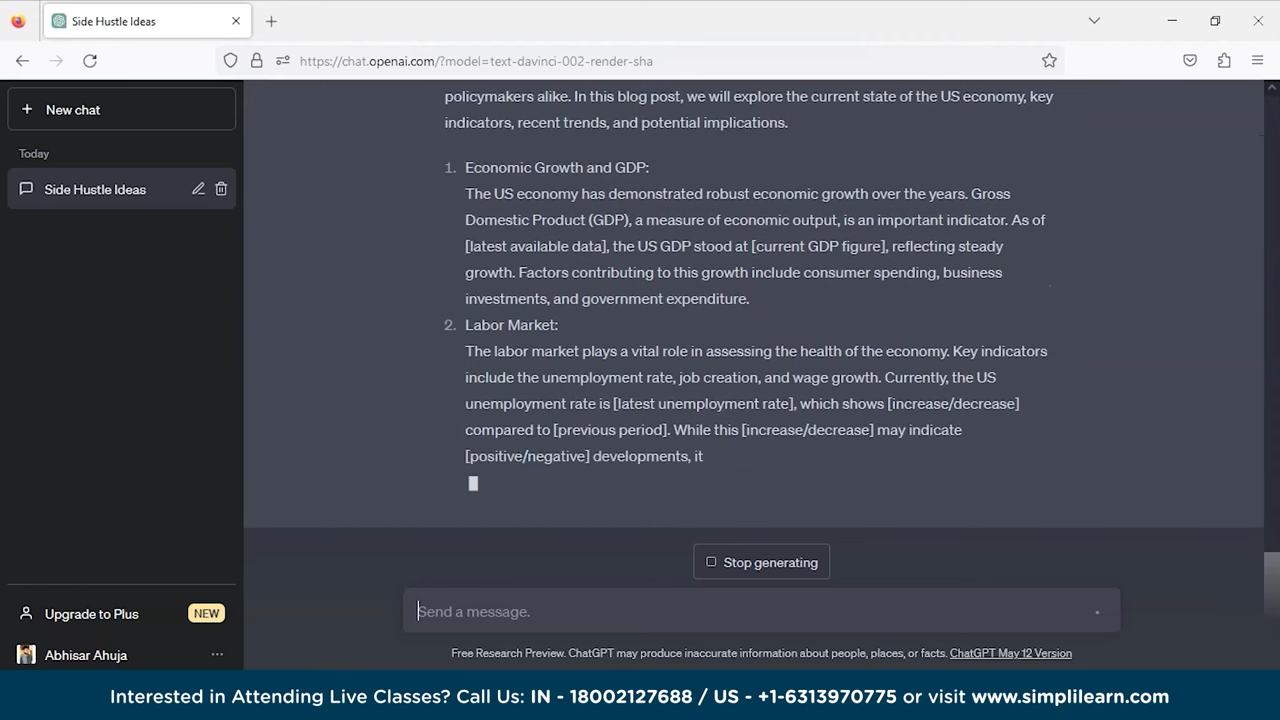 Side Hustle Ideas
https://chat.openai.com/?model=text-davinci-002-render-sha
New chat
Today
Side Hustle Ideas
policymakers alike. In this blog post, we will explore the current state of the US economy, key
indicators, recent trends, and potential implications.
1. Economic Growth and GDP:
The US economy has demonstrated robust economic growth over the years. Gross
Domestic Product (GDP), a measure of economic output, is an important indicator. As of
[latest available data], the US GDP stood at [current GDP figure], reflecting steady
growth. Factors contributing to this growth include consumer spending, business
investments, and government expenditure.
2. Labor Market:
The labor market plays a vital role in assessing the health of the economy. Key indicators
include the unemployment rate, job creation, and wage growth. Currently, the US
unemployment rate is [latest unemployment rate], which shows [increase/decrease]
compared to [previous period]. While this [increase/decrease] may indicate
[positive/negative] developments, it
Stop generating
Send a message.
Free Research Preview. ChatGPT may produce inaccurate information about people, places, or facts. ChatGPT May 12 Version
Upgrade to Plus NEW
Abhisar Ahuja
Interested in Attending Live Classes? Call Us: IN - 18002127688 / US - +1-6313970775 or visit www.simplilearn.com